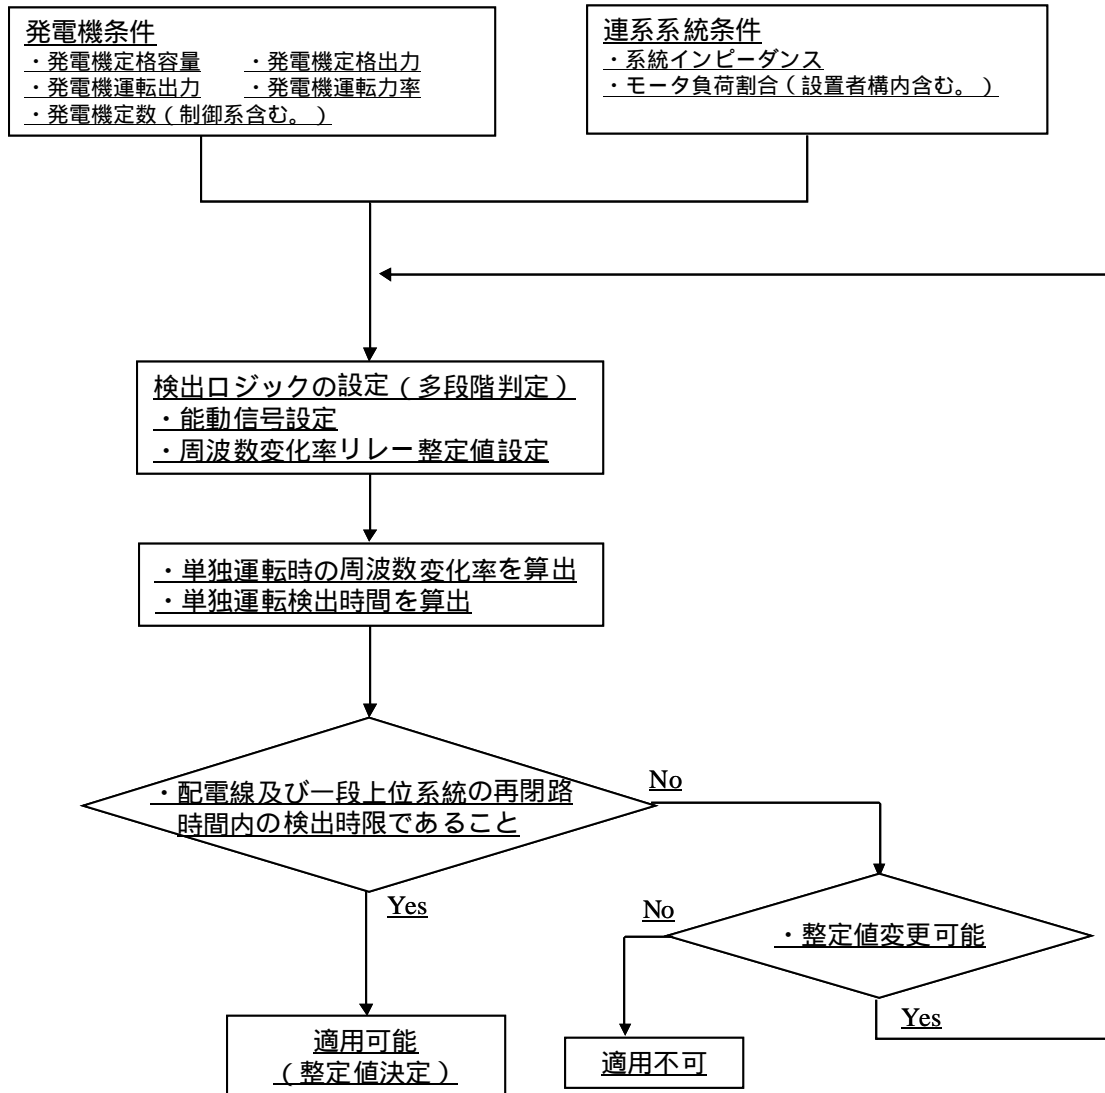 発電機条件
・発電機定格容量　・発電機定格出力
・発電機運転出力　・発電機運転力率
・発電機定数（制御系含む。）
連系系統条件
・系統インピーダンス
・モータ負荷割合（設置者構内含む。）
検出ロジックの設定（多段階判定）
・能動信号設定
・周波数変化率リレー整定値設定
・単独運転時の周波数変化率を算出
・単独運転検出時間を算出
・配電線及び一段上位系統の再閉路
時間内の検出時限であること
No
Yes
・整定値変更可能
No
Yes
適用可能
（整定値決定）
適用不可